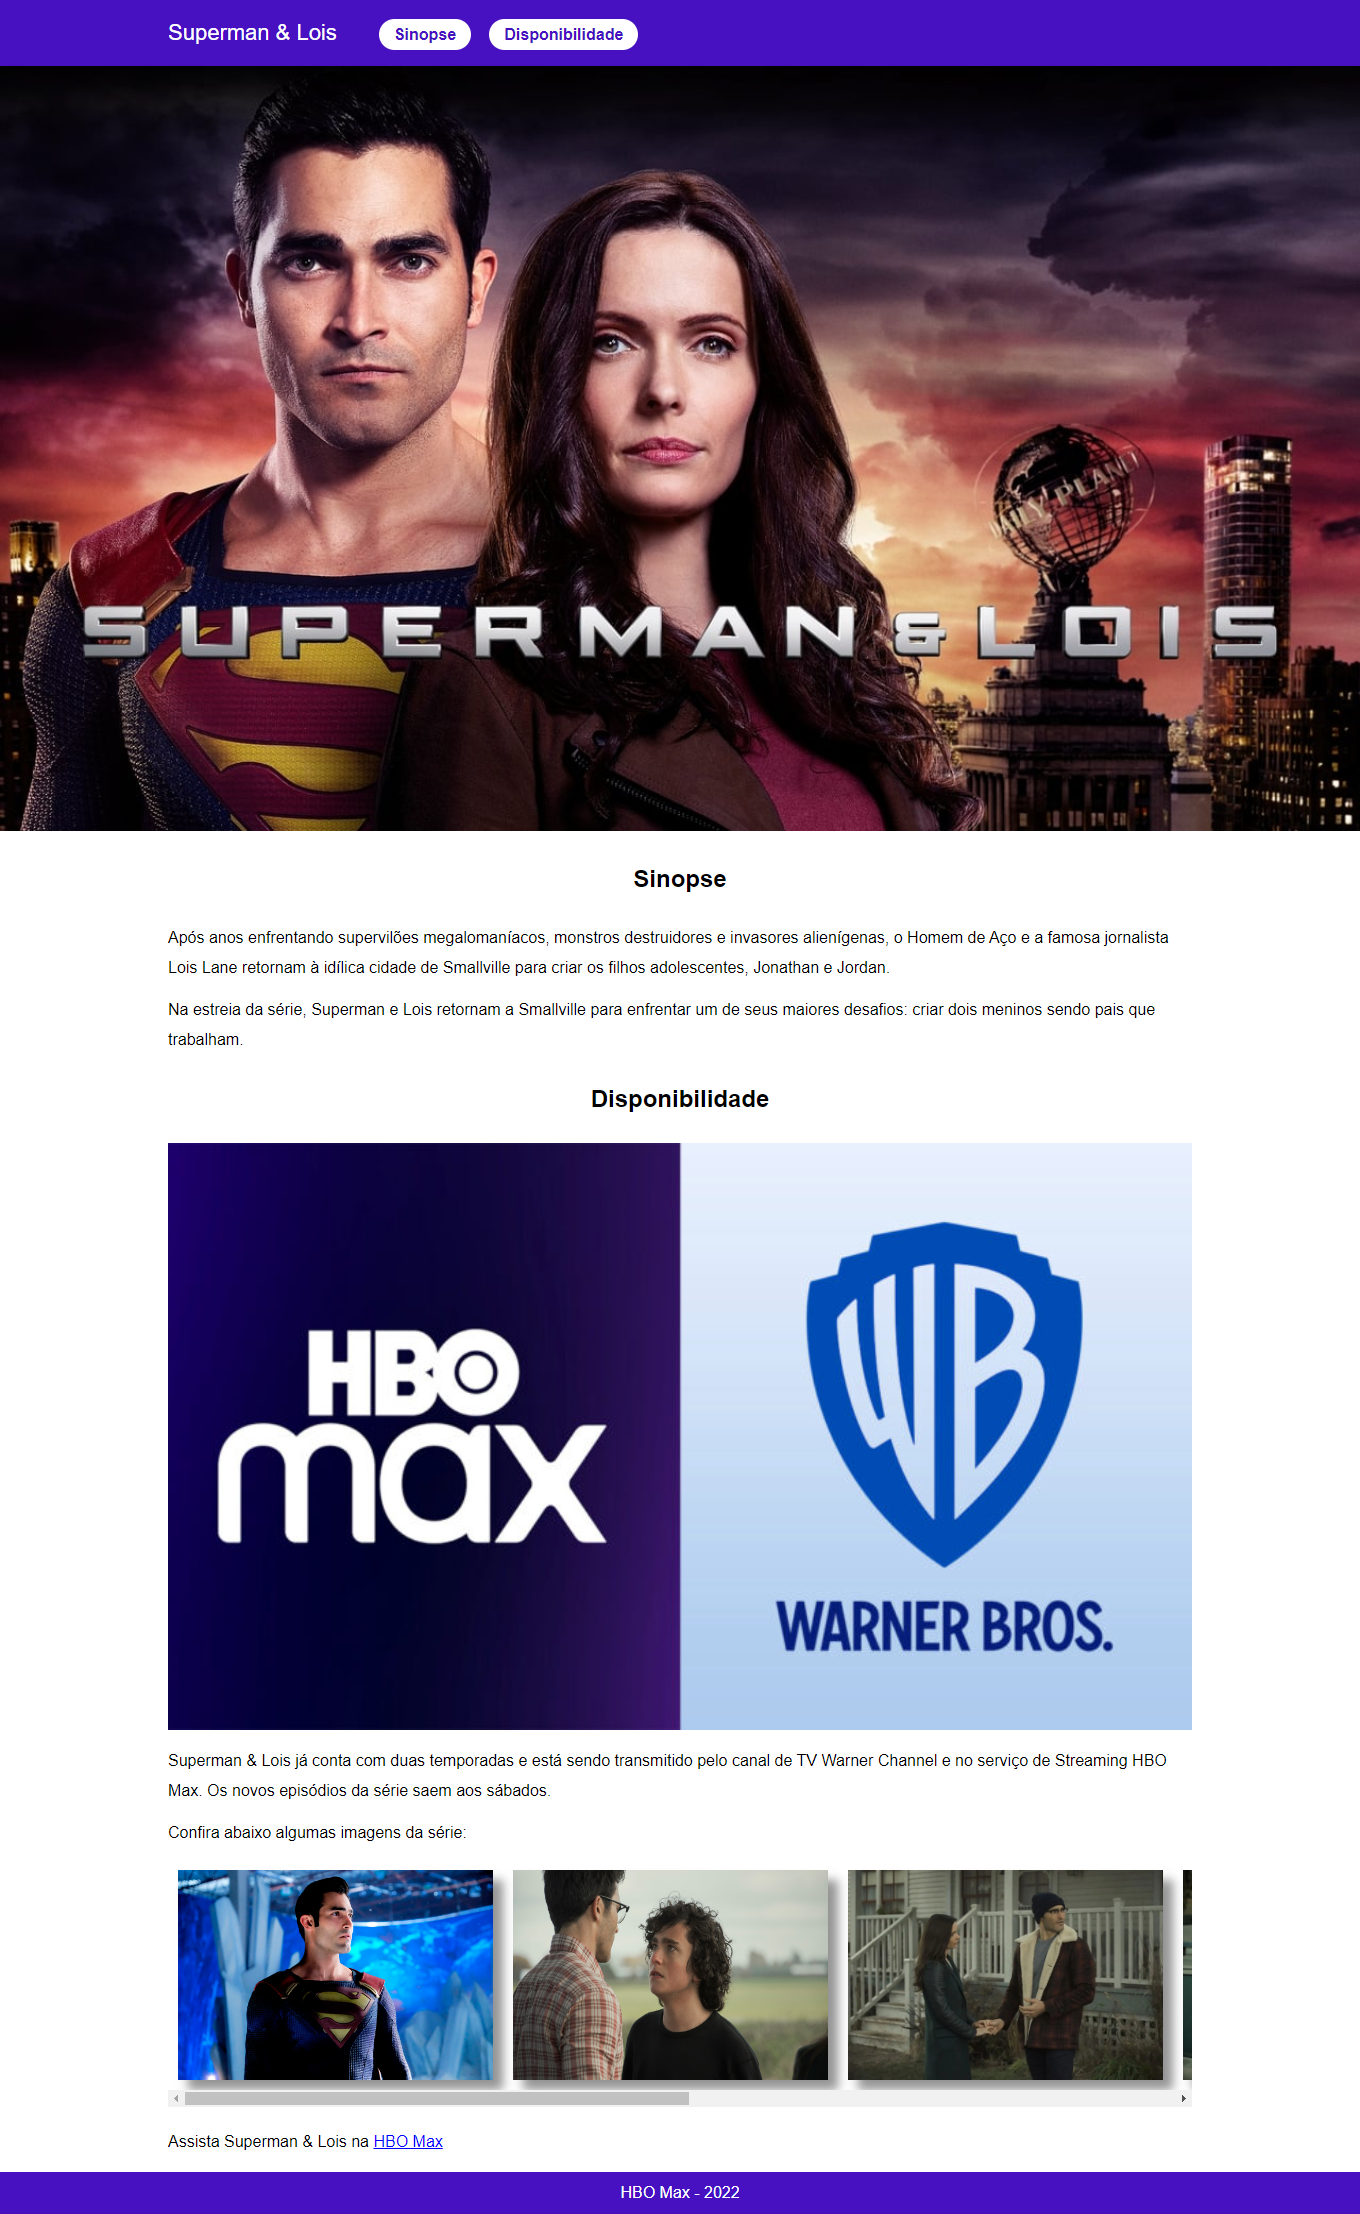 Superman & Lois
Sinopse
Disponibilidade
DAILY PLANET
SUPERMAN & LOIS
Sinopse
Após anos enfrentando supervilões megalomaníacos, monstros destruidores e invasores alienígenas, o Homem de Aço e a famosa jornalista
Lois Lane retornam à idílica cidade de Smallville para criar os filhos adolescentes, Jonathan e Jordan.
Na estreia da série, Superman e Lois retornam a Smallville para enfrentar um de seus maiores desafios: criar dois meninos sendo pais que
trabalham.
Disponibilidade
HBO
max
WB
WARNER BROS.
Superman & Lois já conta com duas temporadas e está sendo transmitido pelo canal de TV Warner Channel e no serviço de Streaming HBO
Max. Os novos episódios da série saem aos sábados.
Confira abaixo algumas imagens da série:
Assista Superman & Lois na HBO Max
HBO Max - 2022